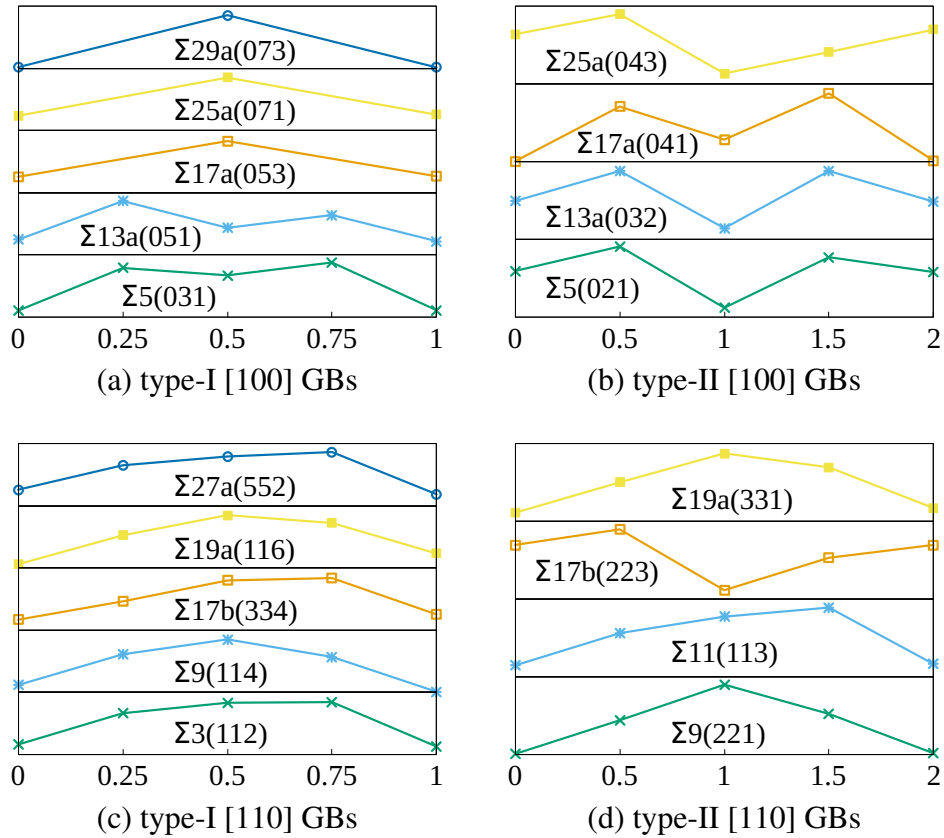 Σ29a(073)
Σ25a(071)
Σ17a(053)
Σ13a(051)
Σ5(031)
0 0.25 0.5 0.75 1
(a) type-I [100] GBs
Σ25a(043)
Σ17a(041)
Σ13a(032)
Σ5(021)
0 0.5 1 1.5 2
(b) type-II [100] GBs
Σ27a(552)
Σ19a(116)
Σ17b(334)
Σ9(114)
Σ3(112)
0 0.25 0.5 0.75 1
(c) type-I [110] GBs
Σ19a(331)
Σ17b(223)
Σ11(113)
Σ9(221)
0 0.5 1 1.5 2
(d) type-II [110] GBs